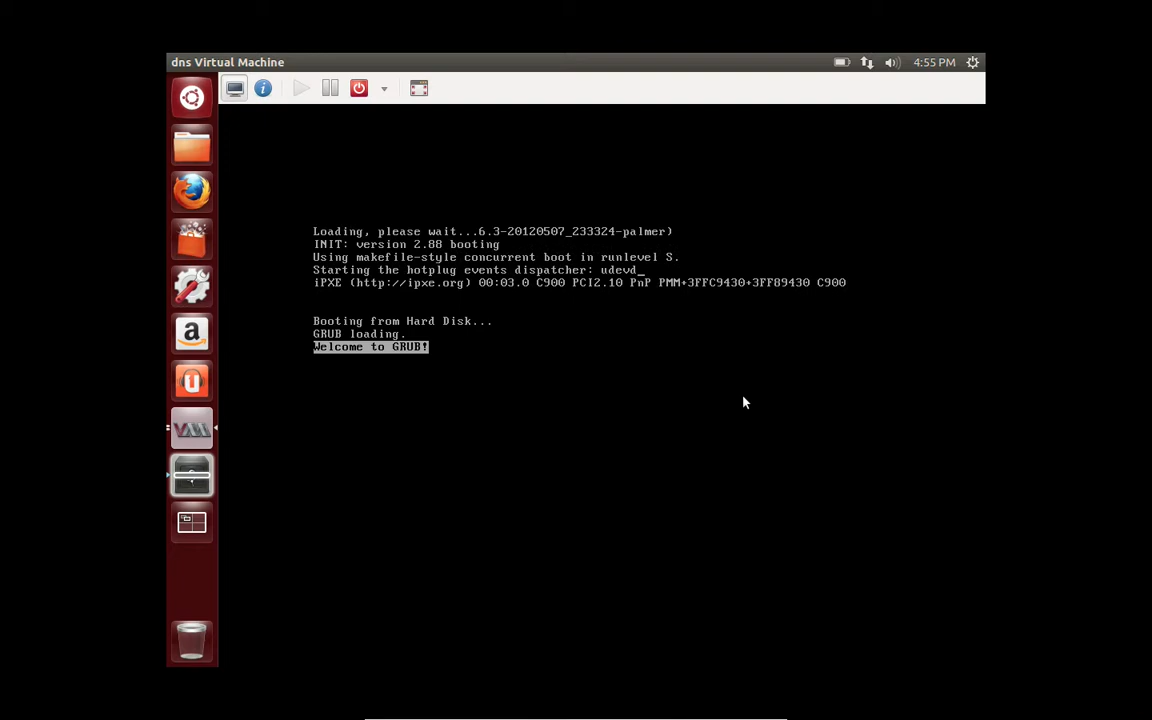 dns Virtual Machine
4:55 PM
Loading, please wait...6.3-20120507_233324-palmer)
INIT: version 2.88 booting
Using makefile-style concurrent boot in runlevel S.
Starting the hotplug events dispatcher: udevd_
iPXE (http://ipxe.org) 00:03.0 C900 PCI2.10 PnP PMM+3FFC9430+3FF89430 C900
Booting from Hard Disk...
GRUB loading.
Welcome to GRUB!